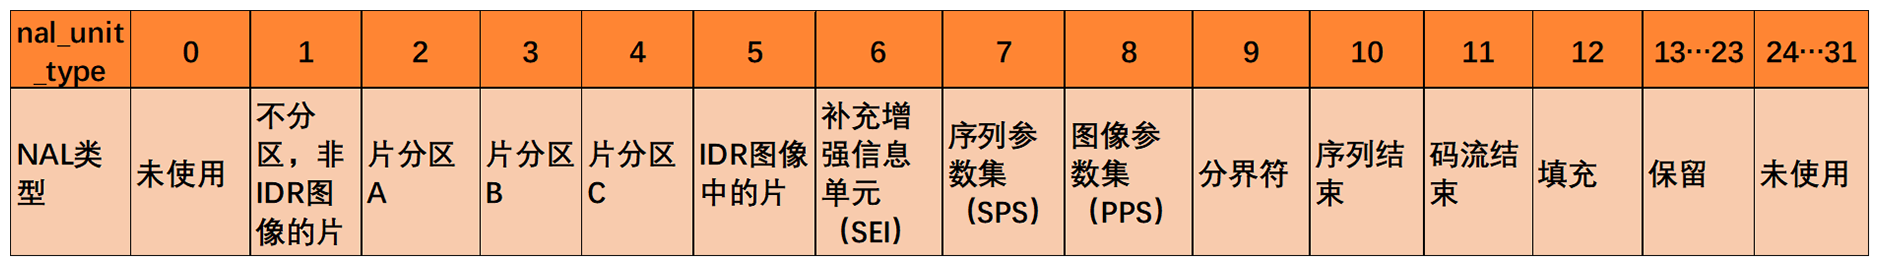 nal_unit
_type
0
1
2
3
4
5
6
7
8
9
10
11
12
13···23
24···31
NAL类
型
未使用
不分
区，非
IDR图
像的片
片分区
A
片分区
B
片分区
C
IDR图像
中的片
补充增
强信息
单元
（SEI）
序列参
数集
（SPS）
图像参
数集
（PPS）
分界符
序列结
束
码流结
束
填充
保留
未使用